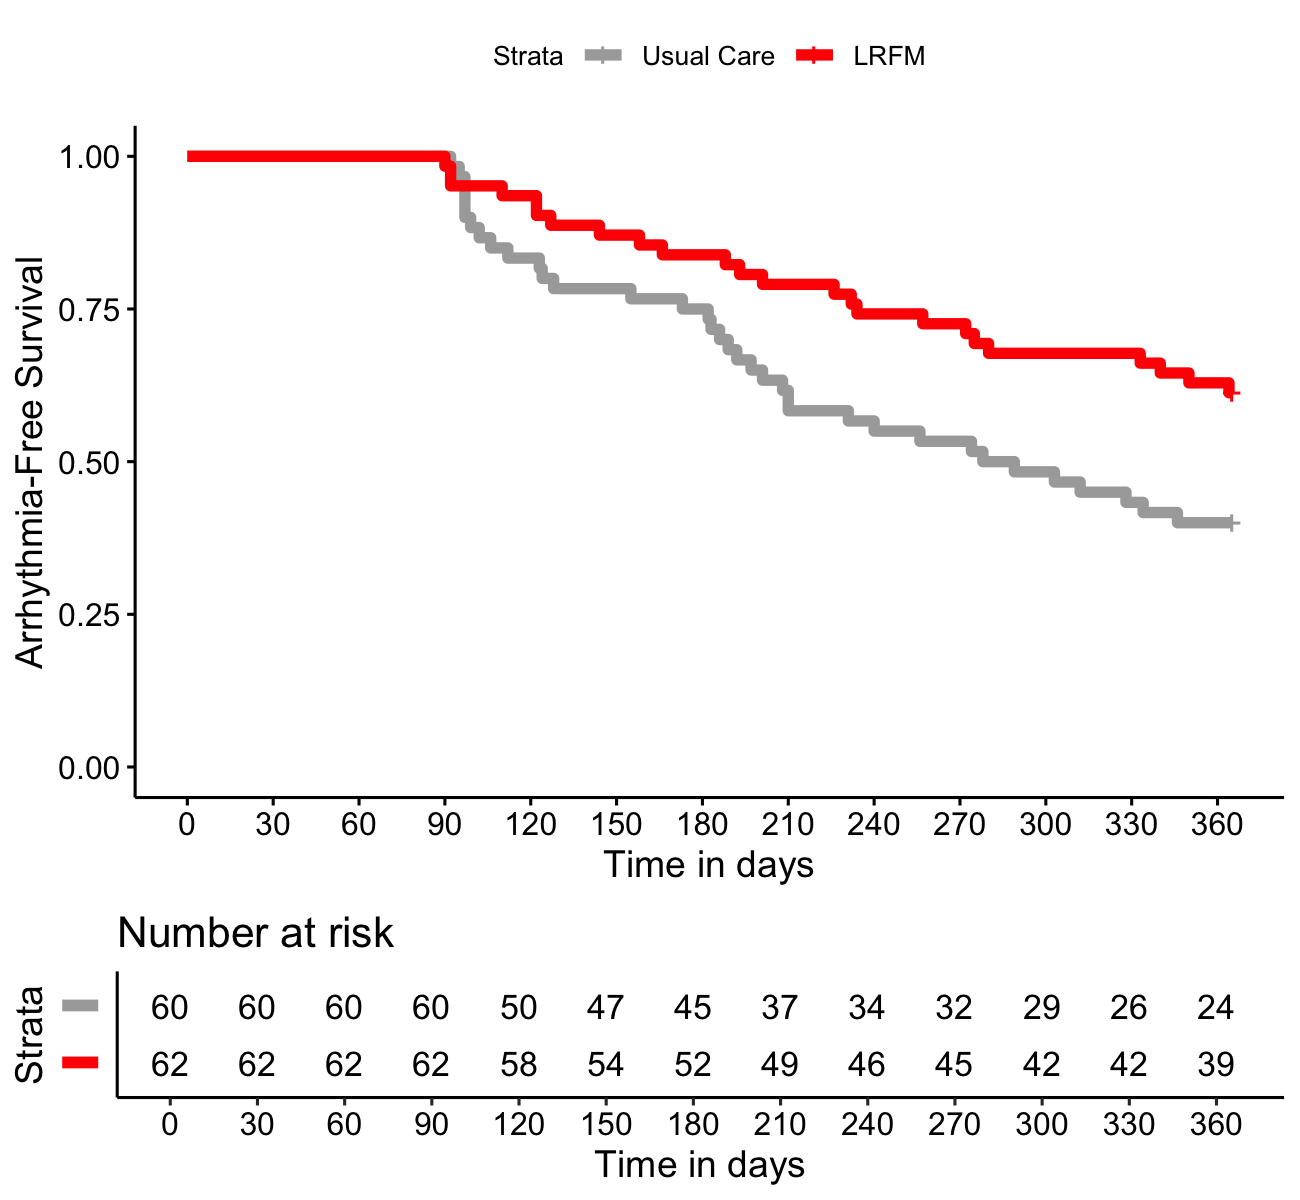 Strata Usual Care LRFM
1.00
0.75
0.50
0.25
0.00
Arrhythmia-Free Survival
0 30 60 90 120 150 180 210 240 270 300 330 360
Time in days
Number at risk
Strata
60 60 60 60 50 47 45 37 34 32 29 26 24
62 62 62 62 58 54 52 49 46 45 42 42 39
0 30 60 90 120 150 180 210 240 270 300 330 360
Time in days